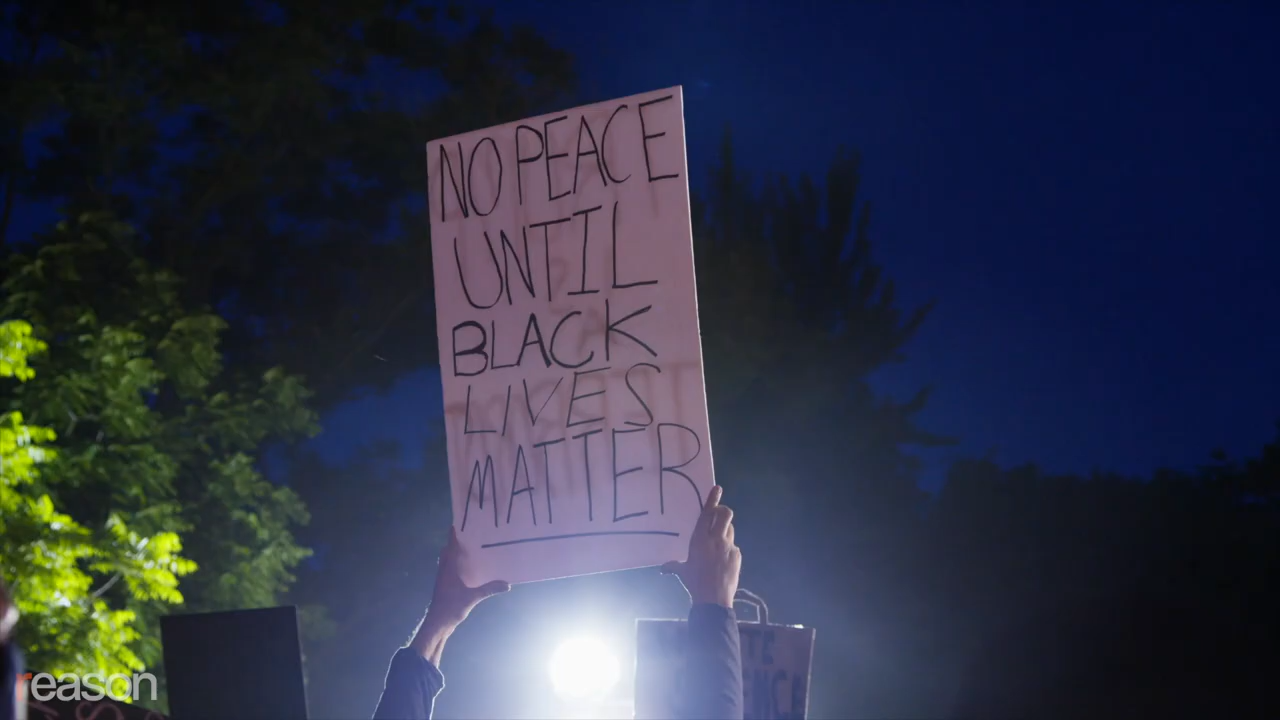 NO PEACE
UNTIL
BLACK
LIVES
MATTER
reason